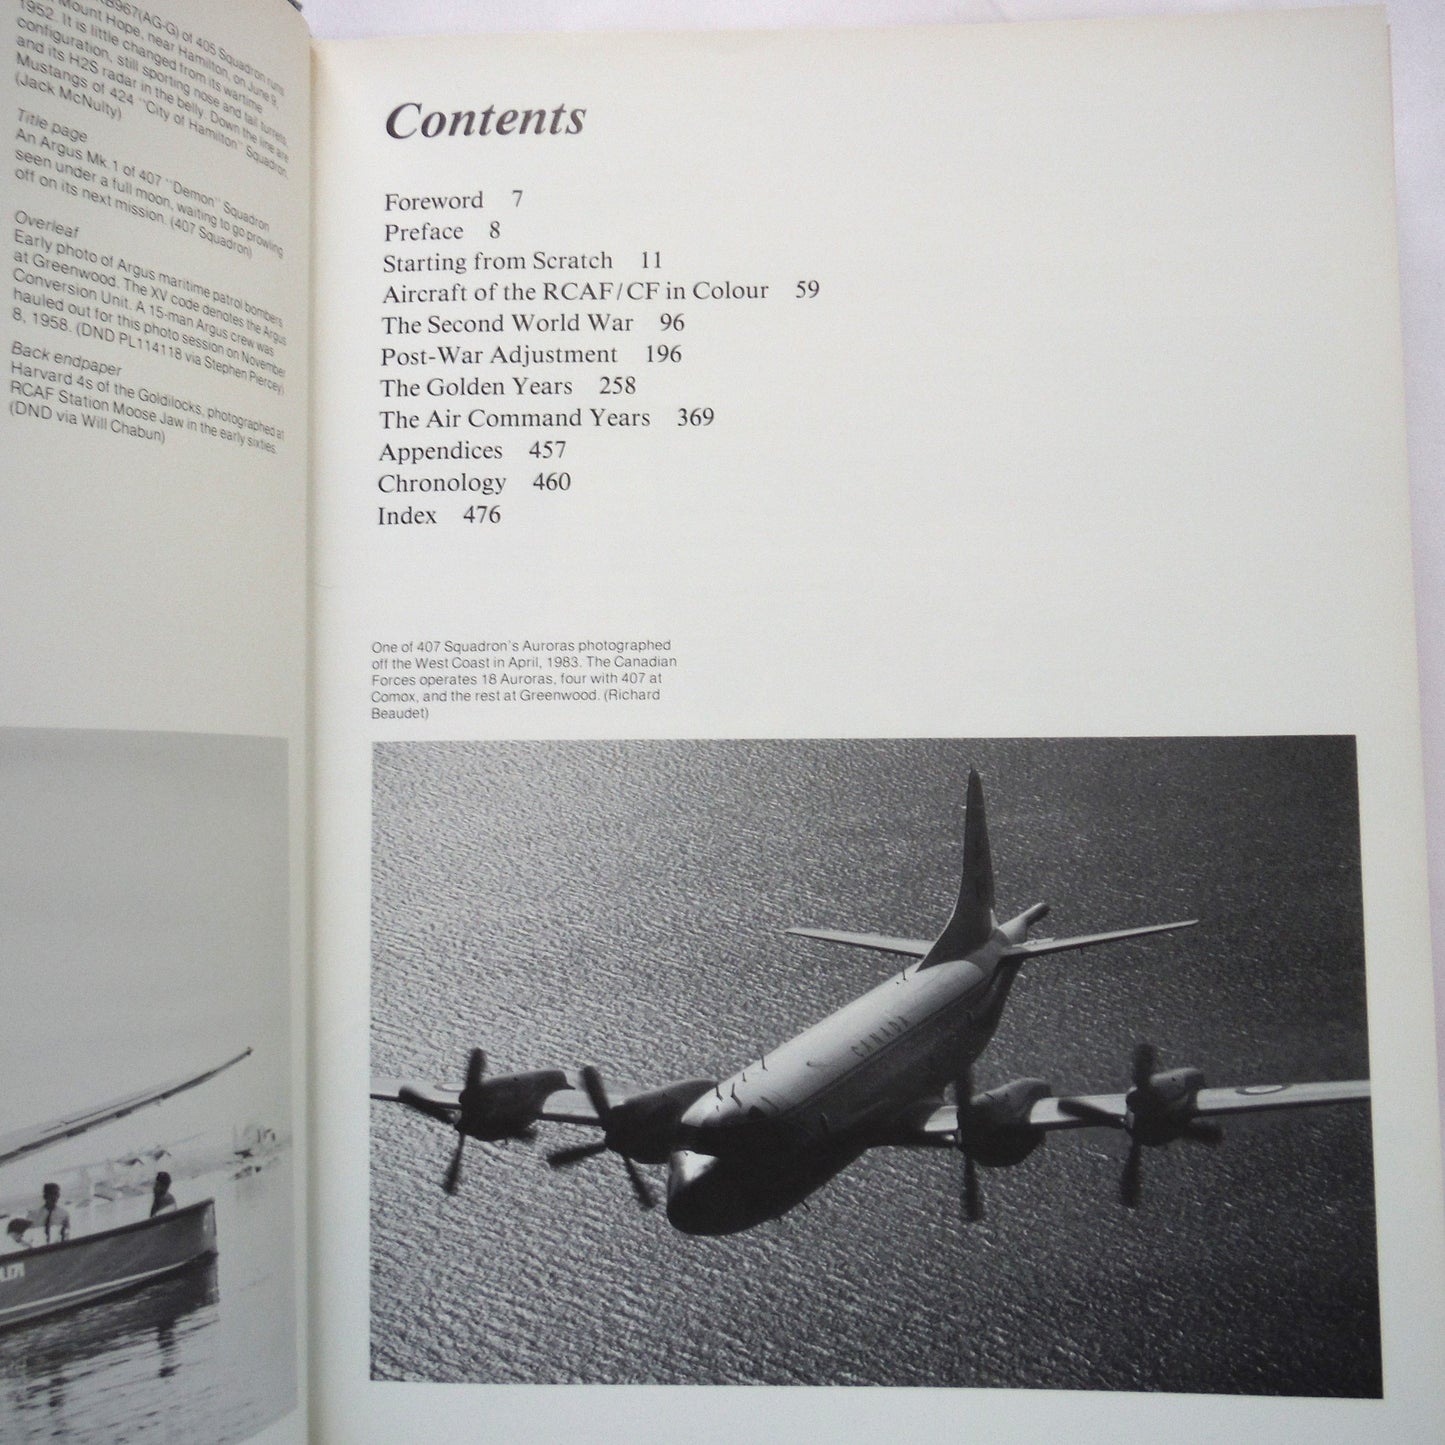 KB967(AG-G) of 405 Squadron runs
Mount Hope, near Hamilton, on June 9,
1952. It is little changed from its wartime
configuration, still sporting nose and tail turrets,
and its H2S radar in the belly. Down the line are
Mustangs of 424 "City of Hamilton" Squadron.
(Jack McNulty)
Title page
An Argus Mk.1 of 407 "Demon" Squadron
seen under a full moon, waiting to go prowling
off on its next mission. (407 Squadron)
Overleaf
Early photo of Argus maritime patrol bombers
at Greenwood. The XV code denotes the Argus
Conversion Unit. A 15-man Argus crew was
hauled out for this photo session on November
8, 1958. (DND PL114118 via Stephen Piercey)
Back endpaper
Harvard 4s of the Goldilocks, photographed at
RCAF Station Moose Jaw in the early sixties.
(DND via Will Chabun)
Contents
Foreword 7
Preface 8
Starting from Scratch 11
Aircraft of the RCAF/CF in Colour 59
The Second World War 96
Post-War Adjustment 196
The Golden Years 258
The Air Command Years 369
Appendices 457
Chronology 460
Index 476
One of 407 Squadron's Auroras photographed
off the West Coast in April, 1983. The Canadian
Forces operates 18 Auroras, four with 407 at
Comox, and the rest at Greenwood. (Richard
Beaudet)
CANADA